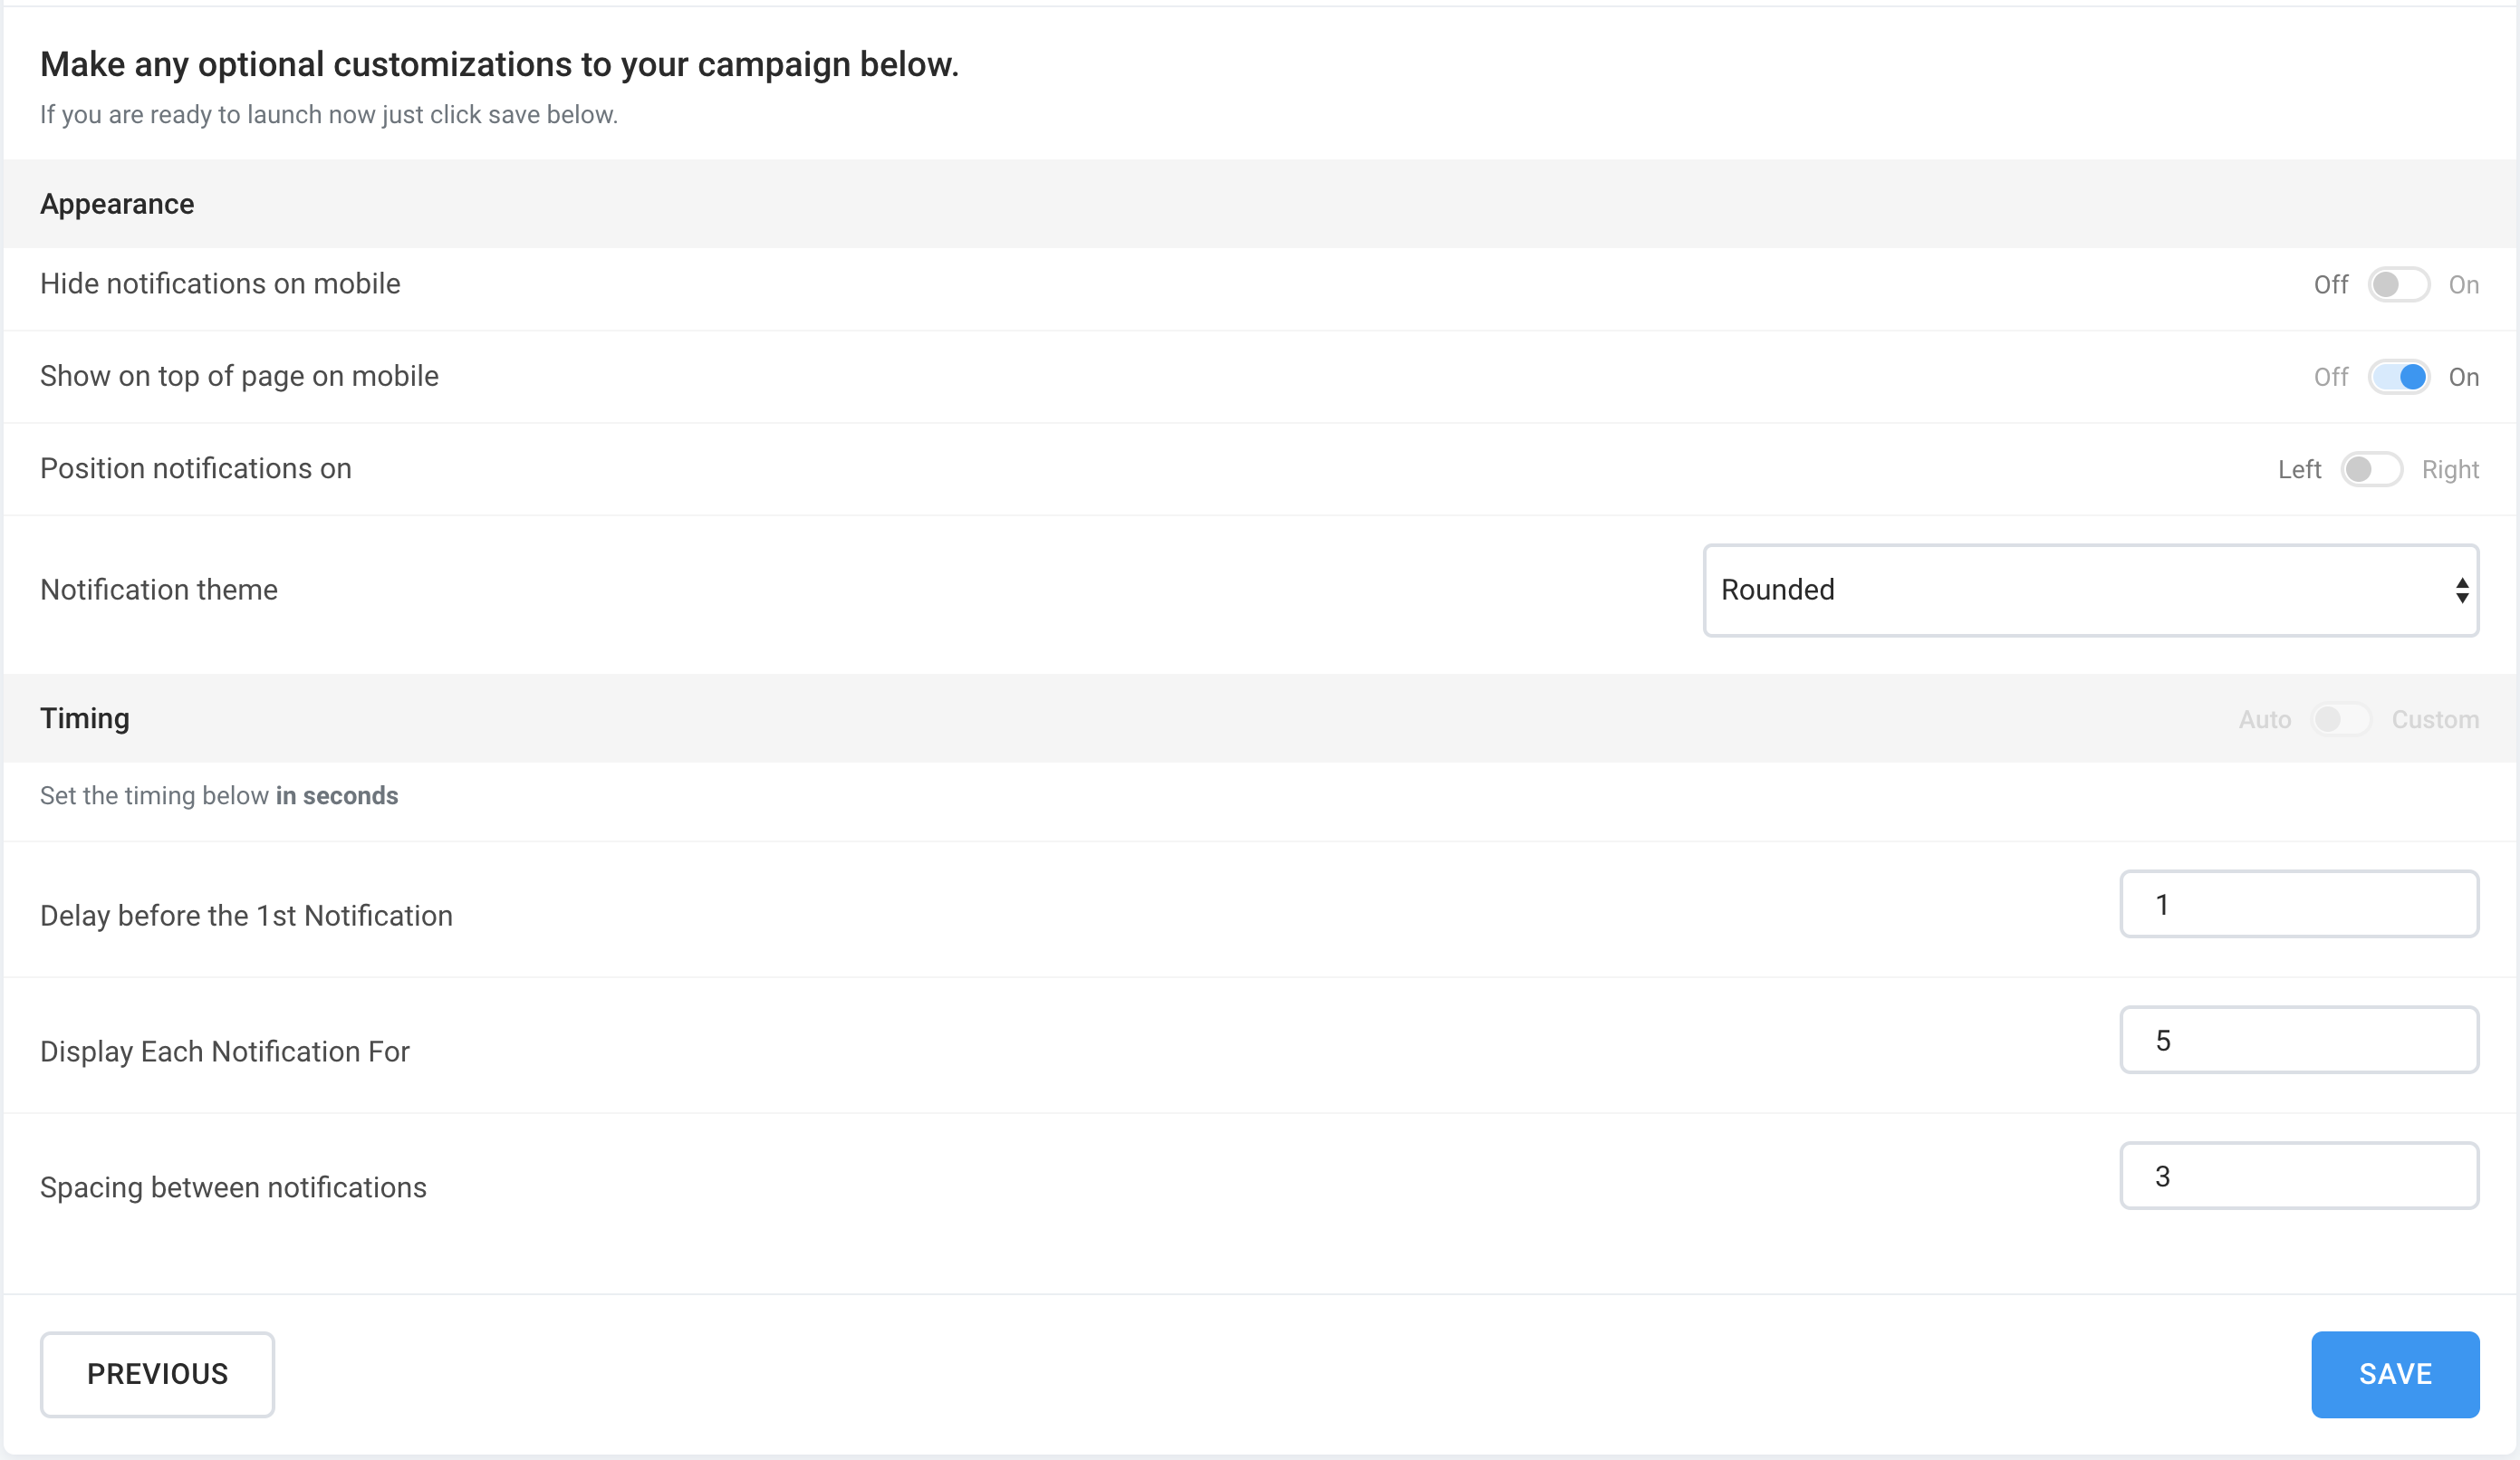 Make any optional customizations to your campaign below.
If you are ready to launch now just click save below.
Appearance
Hide notifications on mobile
Off On
Show on top of page on mobile
Off On
Position notifications on
Left Right
Notification theme
Rounded
Timing
Auto Custom
Set the timing below in seconds
Delay before the 1st Notification
1
Display Each Notification For
5
Spacing between notifications
3
PREVIOUS
SAVE